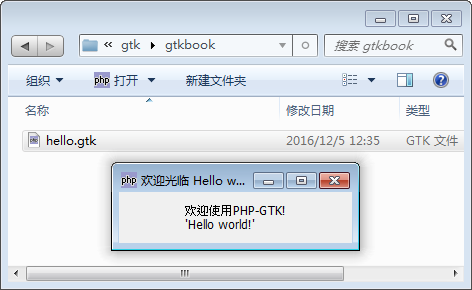 « gtk gtkbook
搜索 gtkbook
组织 php 打开 新建文件夹
名称 修改日期 类型
hello.gtk 2016/12/5 12:35 GTK 文件
php 欢迎光临 Hello w...
欢迎使用PHP-GTK!
'Hello world!'